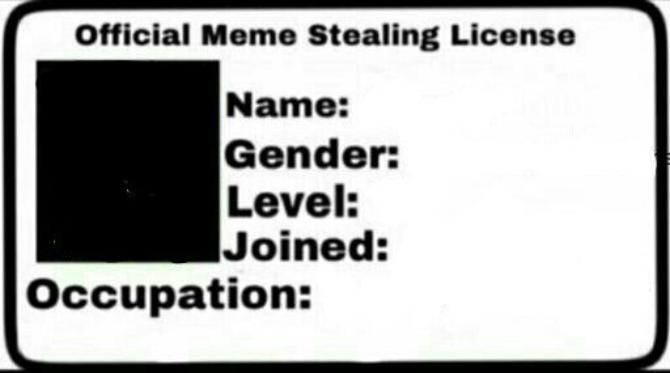 Official Meme Stealing License
Name:
Gender:
Level:
Joined:
Occupation: